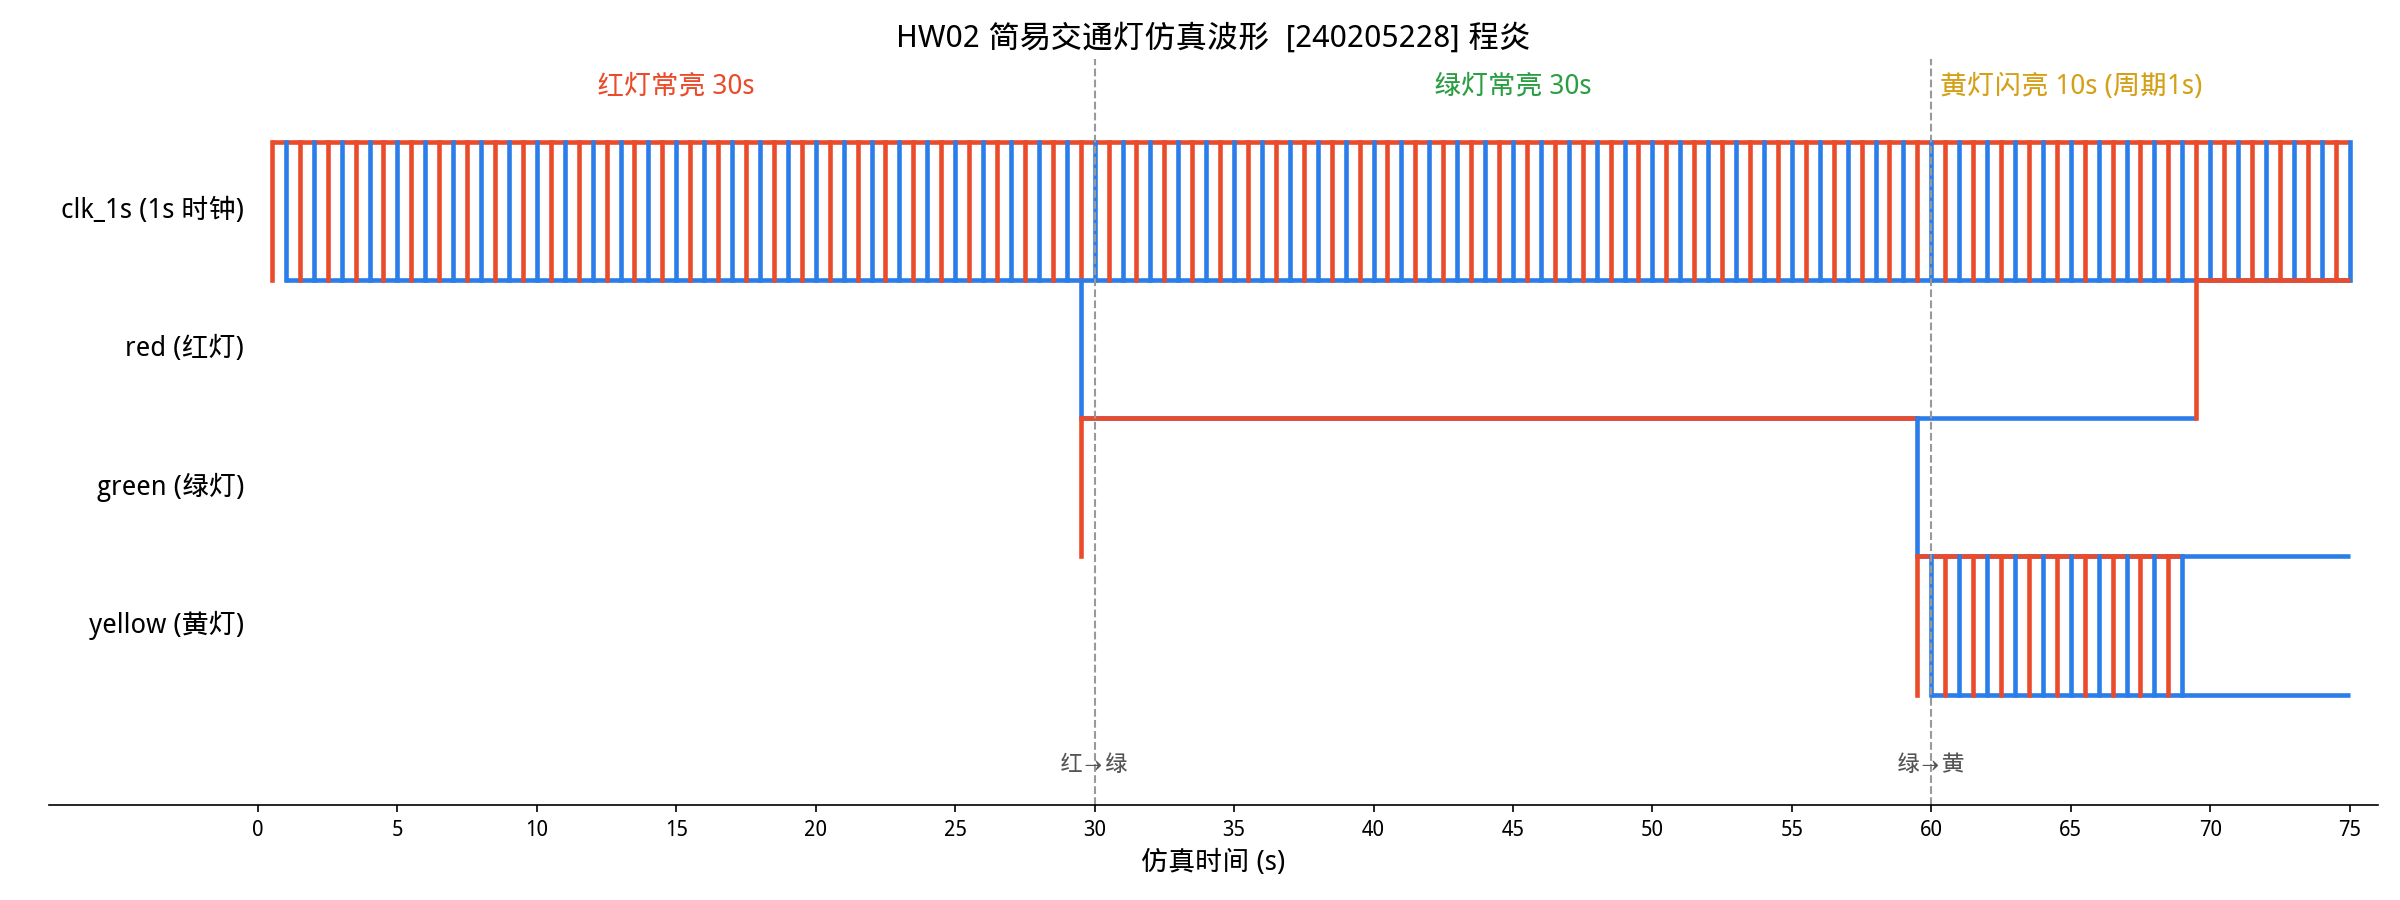 HW02 简易交通灯仿真波形 [240205228] 程炎
红灯常亮 30s
绿灯常亮 30s
黄灯闪亮 10s (周期1s)
clk_1s (1s 时钟)
red (红灯)
green (绿灯)
yellow (黄灯)
红→绿
绿→黄
0 5 10 15 20 25 30 35 40 45 50 55 60 65 70 75
仿真时间 (s)